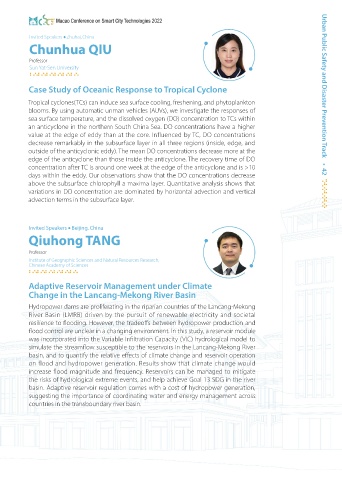 Macao Conference on Smart City Technologies 2022
Invited Speakers • Zhuhai, China
Chunhua QIU
Professor
Sun Yat-Sen University
Case Study of Oceanic Response to Tropical Cyclone
Tropical cyclones(TCs) can induce sea surface cooling, freshening, and phytoplankton
blooms. By using automatic urman vehicles (AUVs), we investigate the responses of
sea surface temperature, and the dissolved oxygen (DO) concentration to TCs within
an anticyclone in the northern South China Sea. DO concentrations have a higher
value at the edge of eddy than at the core. Influenced by TC, DO concentrations
decrease remarkably in the subsurface layer in all three regions (inside, edge, and
outside of the anticyclonic eddy). The mean DO concentrations decrease more at the
edge of the anticyclone than those inside the anticyclone. The recovery time of DO
concentration after TC is around one week at the edge of the anticyclone and is >10
days within the eddy. Our observations show that the DO concentrations decrease
above the subsurface chlorophyll a maxima layer. Quantitative analysis shows that
variations in DO concentration are dominated by horizontal advection and vertical
advection terms in the subsurface layer.
Invited Speakers • Beijing, China
Qiuhong TANG
Professor
Institute of Geographic Sciences and Natural Resources Research,
Chinese Academy of Sciences
Adaptive Reservoir Management under Climate
Change in the Lancang-Mekong River Basin
Hydropower dams are proliferating in the riparian countries of the Lancang-Mekong
River Basin (LMRB) driven by the pursuit of renewable electricity and societal
resilience to flooding. However, the tradeoffs between hydropower production and
flood control are unclear in a changing environment. In this study, a reservoir module
was incorporated into the Variable Infiltration Capacity (VIC) hydrological model to
simulate the streamflow susceptible to the reservoirs in the Lancang-Mekong River
basin, and to quantify the relative effects of climate change and reservoir operation
on flood and hydropower generation. Results show that climate change would
increase flood magnitude and frequency. Reservoirs can be managed to mitigate
the risks of hydrological extreme events, and help achieve Goal 13 SDG in the river
basin. Adaptive reservoir regulation comes with a cost of hydropower generation,
suggesting the importance of coordinating water and energy management across
countries in the transboundary river basin.
Urban Public Safety and Disaster Prevention Track • 42